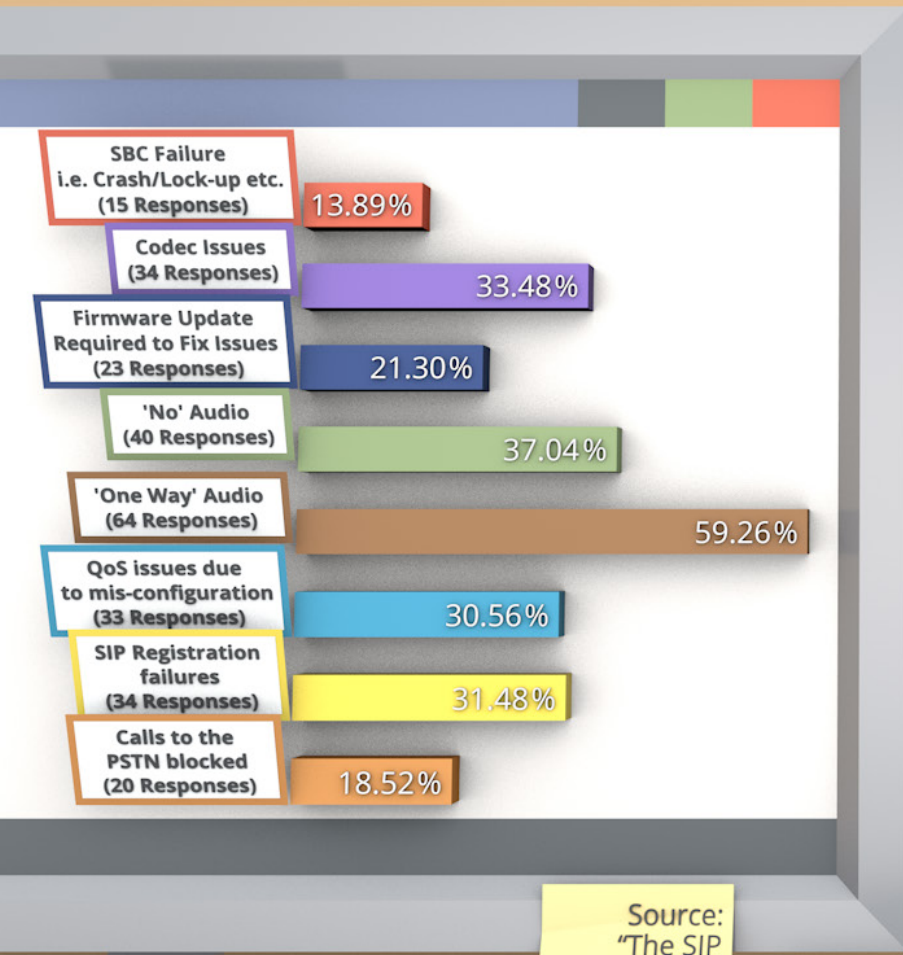 SBC Failure
i.e. Crash/Lock-up etc.
(15 Responses)
13.89%
Codec Issues
(34 Responses)
33.48%
Firmware Update
Required to Fix Issues
(23 Responses)
21.30%
'No' Audio
(40 Responses)
37.04%
'One Way' Audio
(64 Responses)
59.26%
QoS issues due
to mis-configuration
(33 Responses)
30.56%
SIP Registration
failures
(34 Responses)
31.48%
Calls to the
PSTN blocked
(20 Responses)
18.52%
Source:
“The SIP